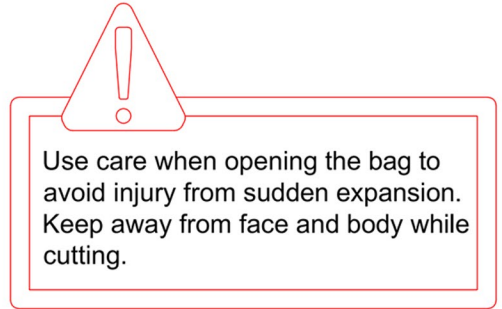 Use care when opening the bag to
avoid injury from sudden expansion.
Keep away from face and body while
cutting.